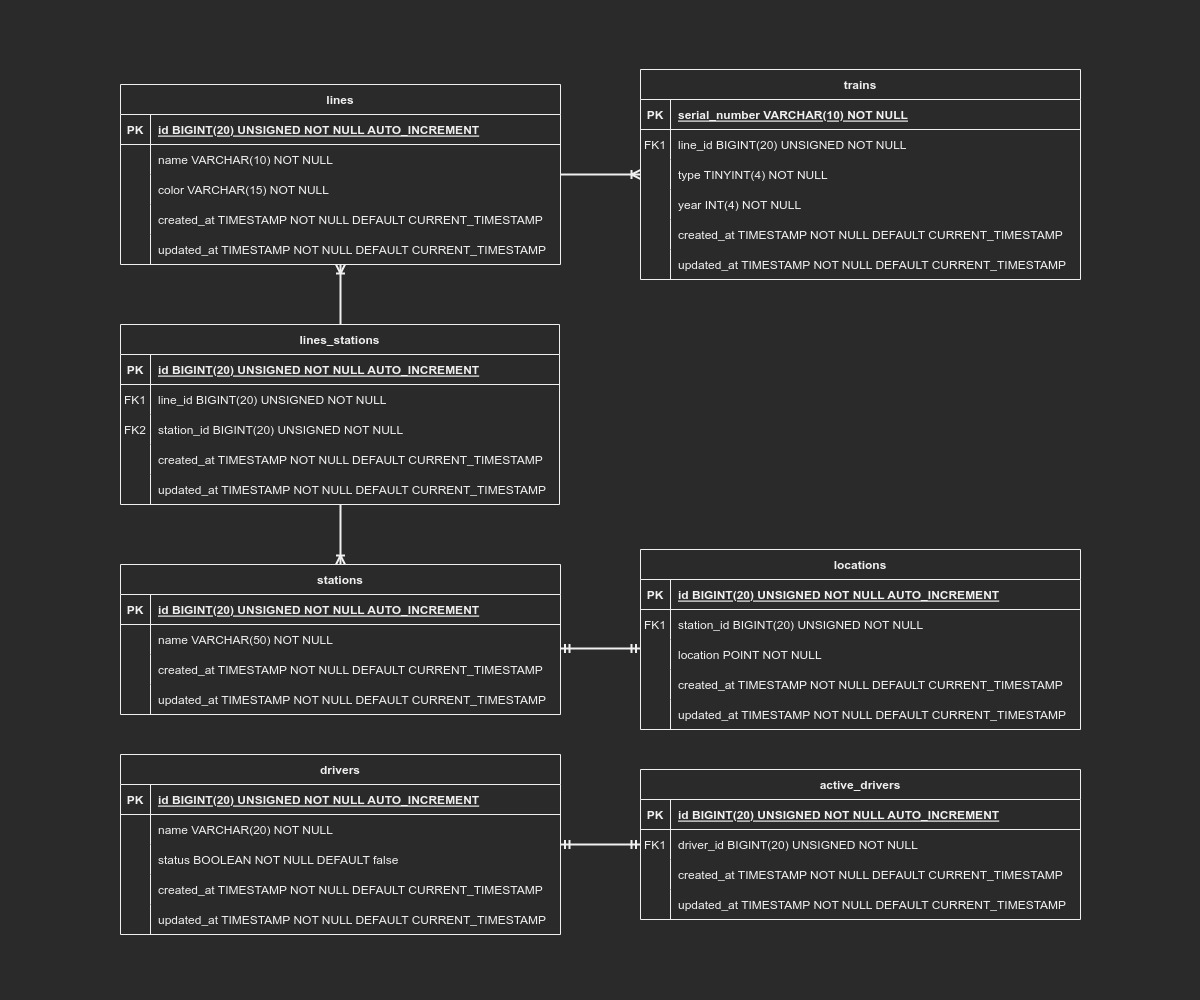 lines
PK id BIGINT(20) UNSIGNED NOT NULL AUTO_INCREMENT
name VARCHAR(10) NOT NULL
color VARCHAR(15) NOT NULL
created_at TIMESTAMP NOT NULL DEFAULT CURRENT_TIMESTAMP
updated_at TIMESTAMP NOT NULL DEFAULT CURRENT_TIMESTAMP
trains
PK serial_number VARCHAR(10) NOT NULL
FK1 line_id BIGINT(20) UNSIGNED NOT NULL
type TINYINT(4) NOT NULL
year INT(4) NOT NULL
created_at TIMESTAMP NOT NULL DEFAULT CURRENT_TIMESTAMP
updated_at TIMESTAMP NOT NULL DEFAULT CURRENT_TIMESTAMP
lines_stations
PK id BIGINT(20) UNSIGNED NOT NULL AUTO_INCREMENT
FK1 line_id BIGINT(20) UNSIGNED NOT NULL
FK2 station_id BIGINT(20) UNSIGNED NOT NULL
created_at TIMESTAMP NOT NULL DEFAULT CURRENT_TIMESTAMP
updated_at TIMESTAMP NOT NULL DEFAULT CURRENT_TIMESTAMP
stations
PK id BIGINT(20) UNSIGNED NOT NULL AUTO_INCREMENT
name VARCHAR(50) NOT NULL
created_at TIMESTAMP NOT NULL DEFAULT CURRENT_TIMESTAMP
updated_at TIMESTAMP NOT NULL DEFAULT CURRENT_TIMESTAMP
locations
PK id BIGINT(20) UNSIGNED NOT NULL AUTO_INCREMENT
FK1 station_id BIGINT(20) UNSIGNED NOT NULL
location POINT NOT NULL
created_at TIMESTAMP NOT NULL DEFAULT CURRENT_TIMESTAMP
updated_at TIMESTAMP NOT NULL DEFAULT CURRENT_TIMESTAMP
drivers
PK id BIGINT(20) UNSIGNED NOT NULL AUTO_INCREMENT
name VARCHAR(20) NOT NULL
status BOOLEAN NOT NULL DEFAULT false
created_at TIMESTAMP NOT NULL DEFAULT CURRENT_TIMESTAMP
updated_at TIMESTAMP NOT NULL DEFAULT CURRENT_TIMESTAMP
active_drivers
PK id BIGINT(20) UNSIGNED NOT NULL AUTO_INCREMENT
FK1 driver_id BIGINT(20) UNSIGNED NOT NULL
created_at TIMESTAMP NOT NULL DEFAULT CURRENT_TIMESTAMP
updated_at TIMESTAMP NOT NULL DEFAULT CURRENT_TIMESTAMP